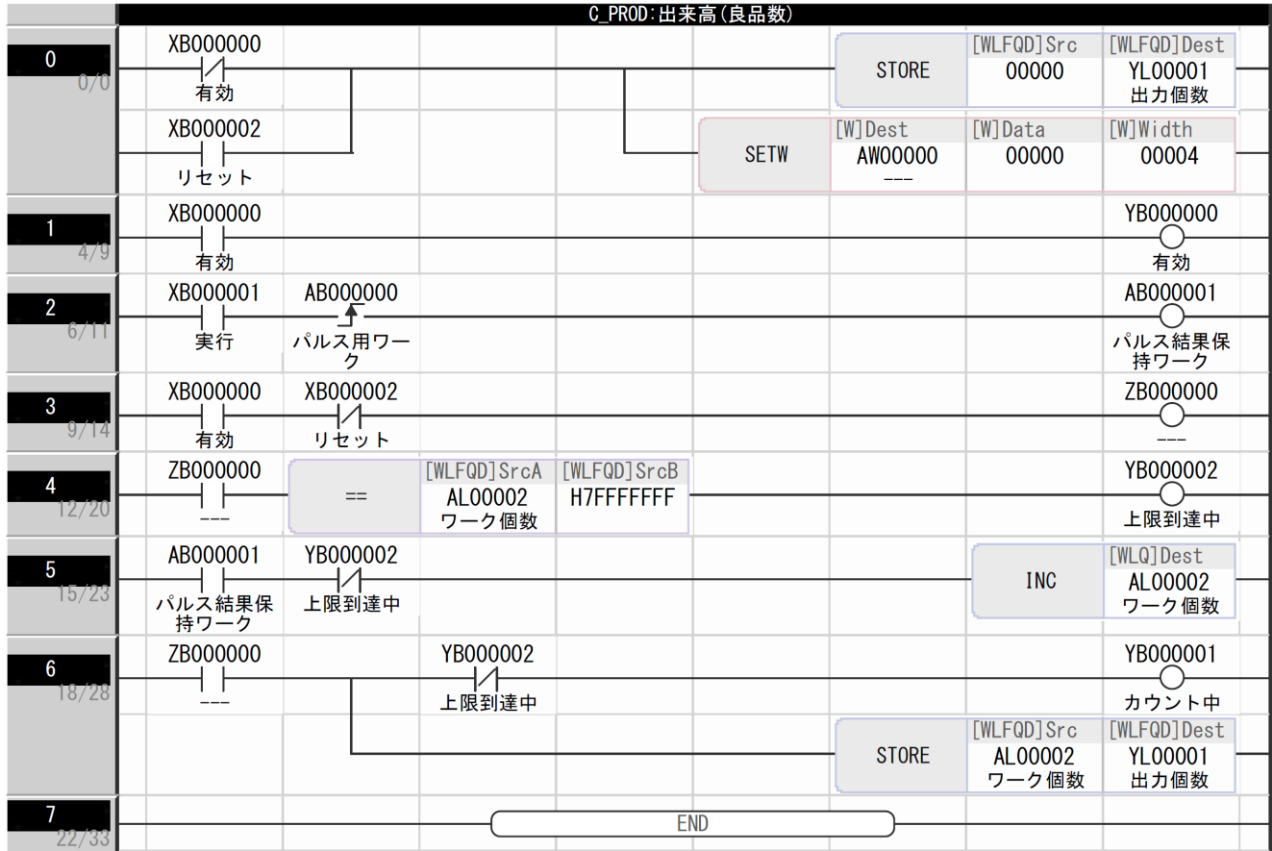 C_PROD:出来高(良品数)
0
0/0
XB000000
有効
STORE
[WLFQD]Src
00000
[WLFQD]Dest
YL00001
出力個数
XB000002
リセット
SETW
[W]Dest
AW00000
---
[W]Data
00000
[W]Width
00004
1
4/9
XB000000
有効
YB000000
有効
2
6/11
XB000001
実行
AB000000
パルス用ワー
ク
AB000001
パルス結果保
持ワーク
3
9/14
XB000000
有効
XB000002
リセット
ZB000000
---
4
12/20
ZB000000
---
==
[WLFQD]SrcA
AL00002
ワーク個数
[WLFQD]SrcB
H7FFFFFFF
YB000002
上限到達中
5
15/23
AB000001
パルス結果保
持ワーク
YB000002
上限到達中
INC
[WLQ]Dest
AL00002
ワーク個数
6
18/28
ZB000000
---
YB000002
上限到達中
YB000001
カウント中
STORE
[WLFQD]Src
AL00002
ワーク個数
[WLFQD]Dest
YL00001
出力個数
7
22/33
END